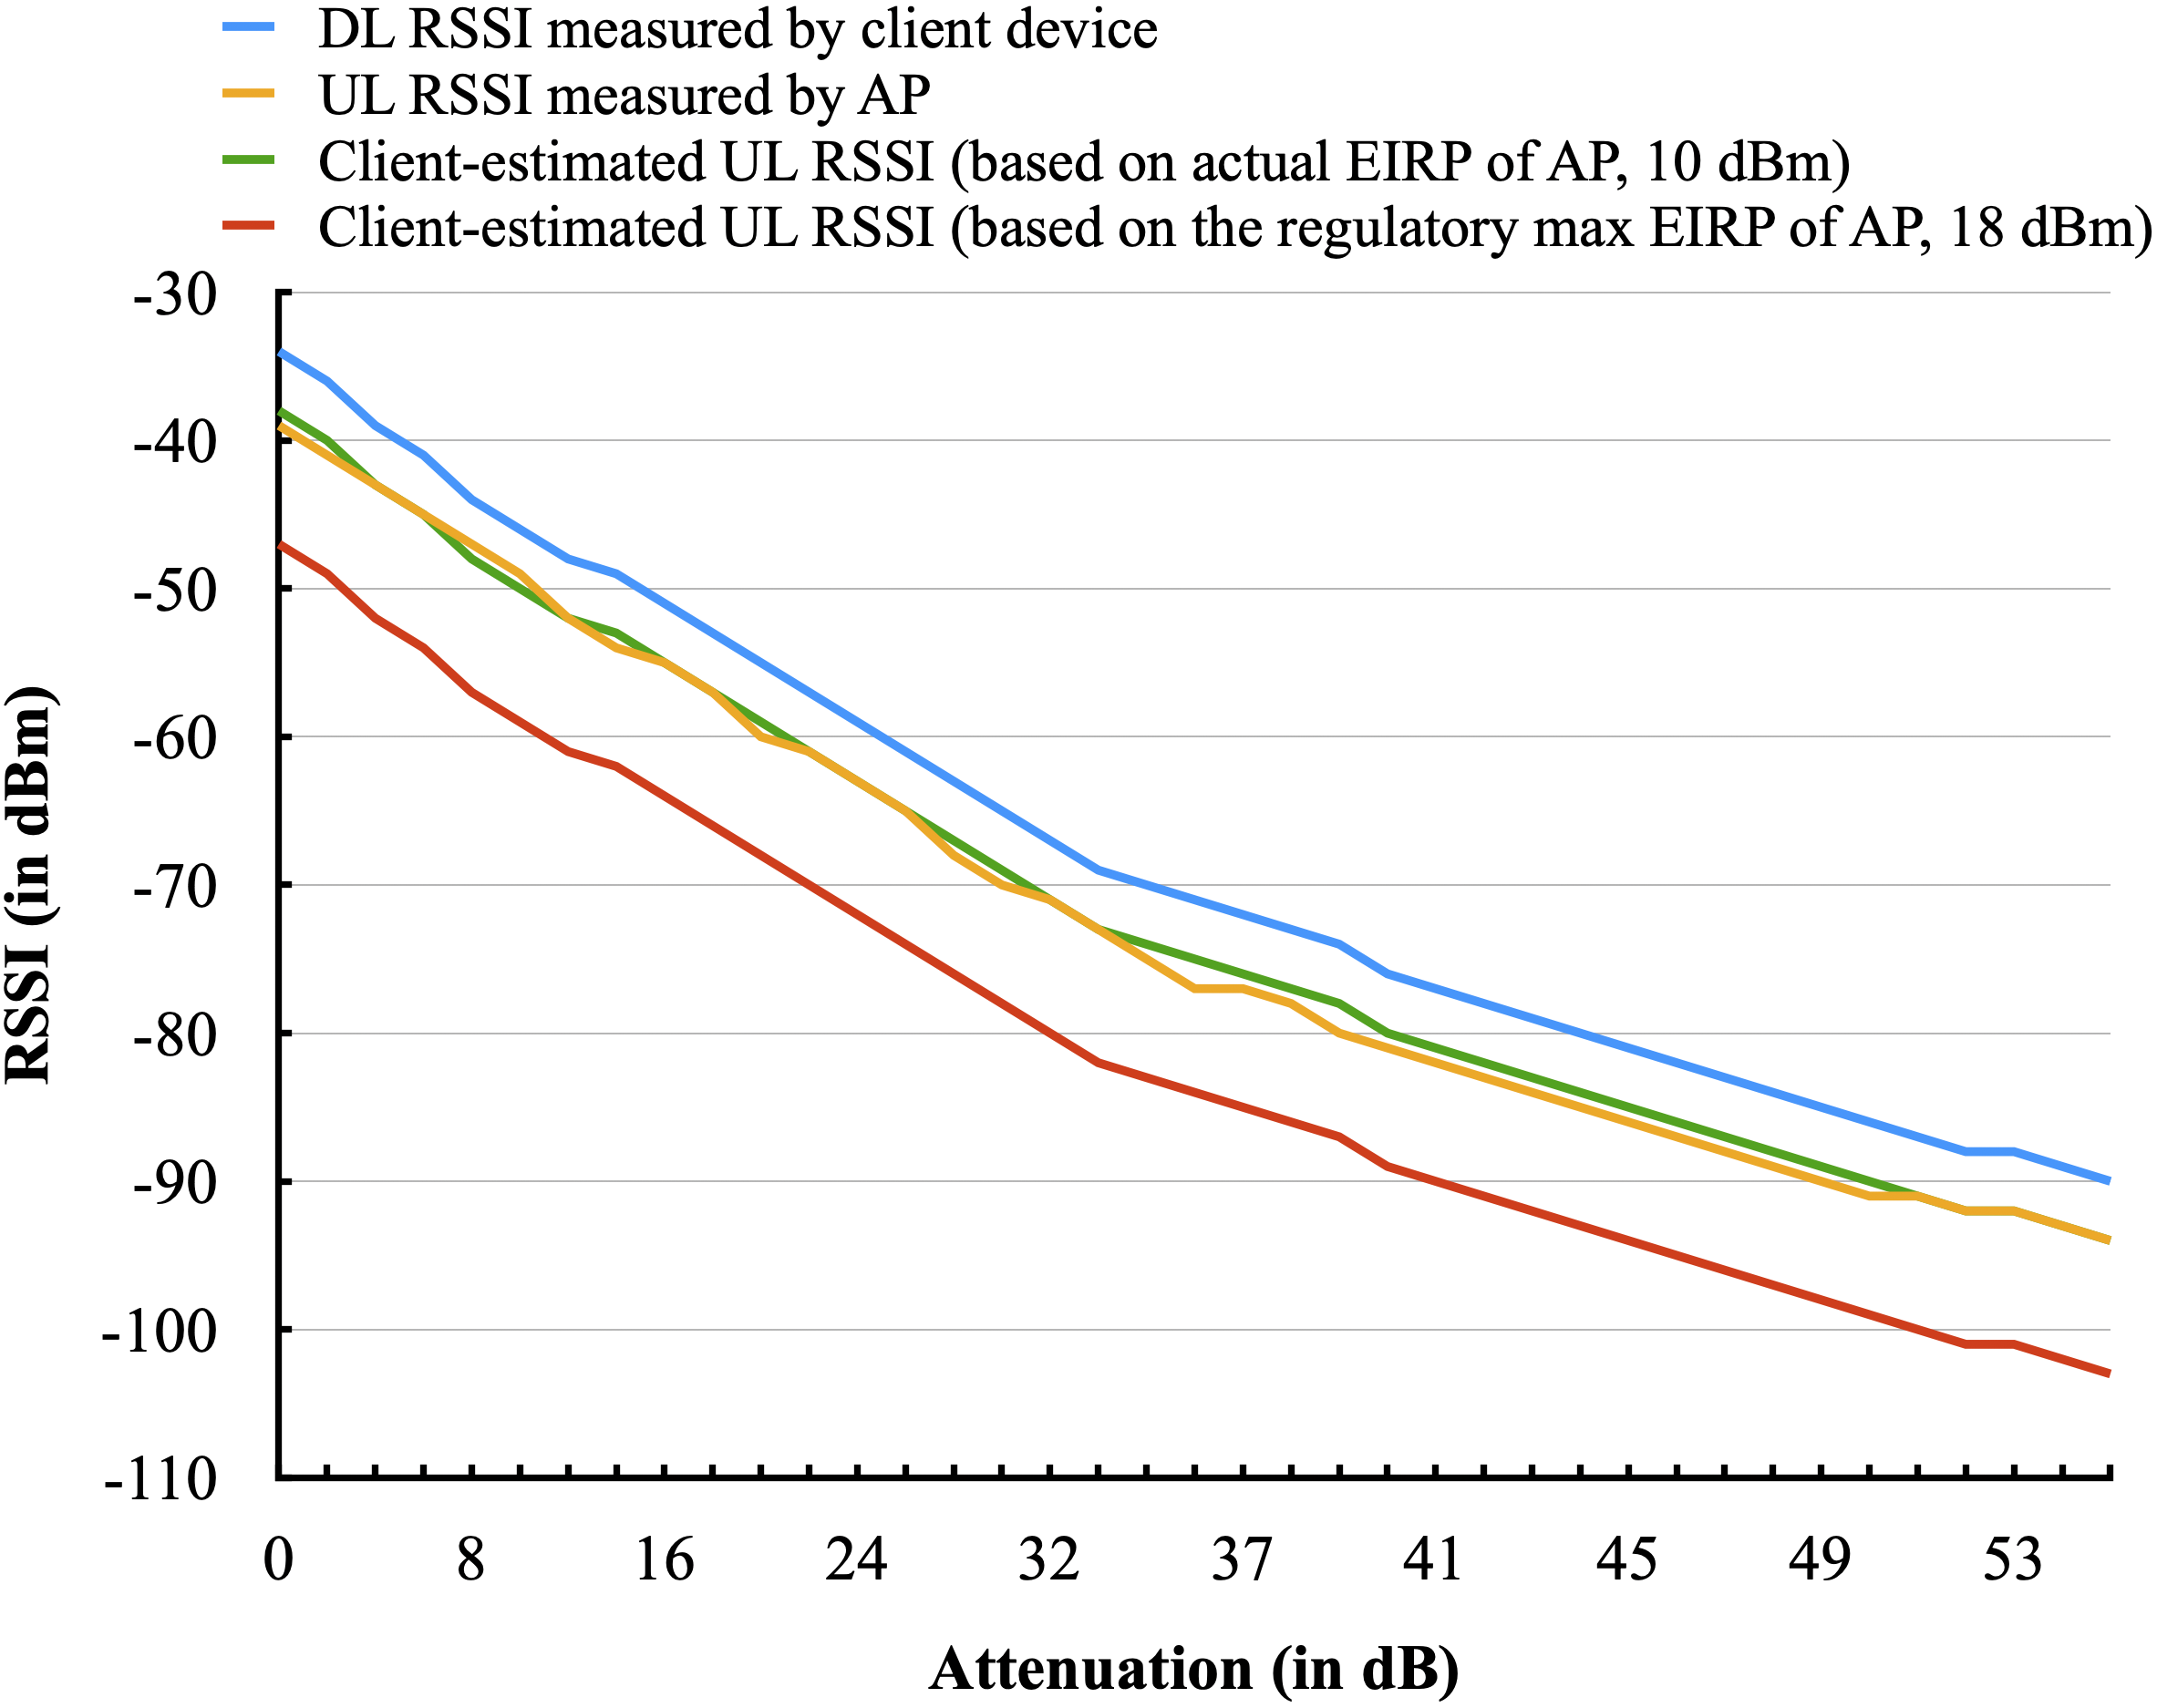 DL RSSI measured by client device
UL RSSI measured by AP
Client-estimated UL RSSI (based on actual EIRP of AP, 10 dBm)
Client-estimated UL RSSI (based on the regulatory max EIRP of AP, 18 dBm)
RSSI (in dBm)
-30
-40
-50
-60
-70
-80
-90
-100
-110
0 8 16 24 32 37 41 45 49 53
Attenuation (in dB)